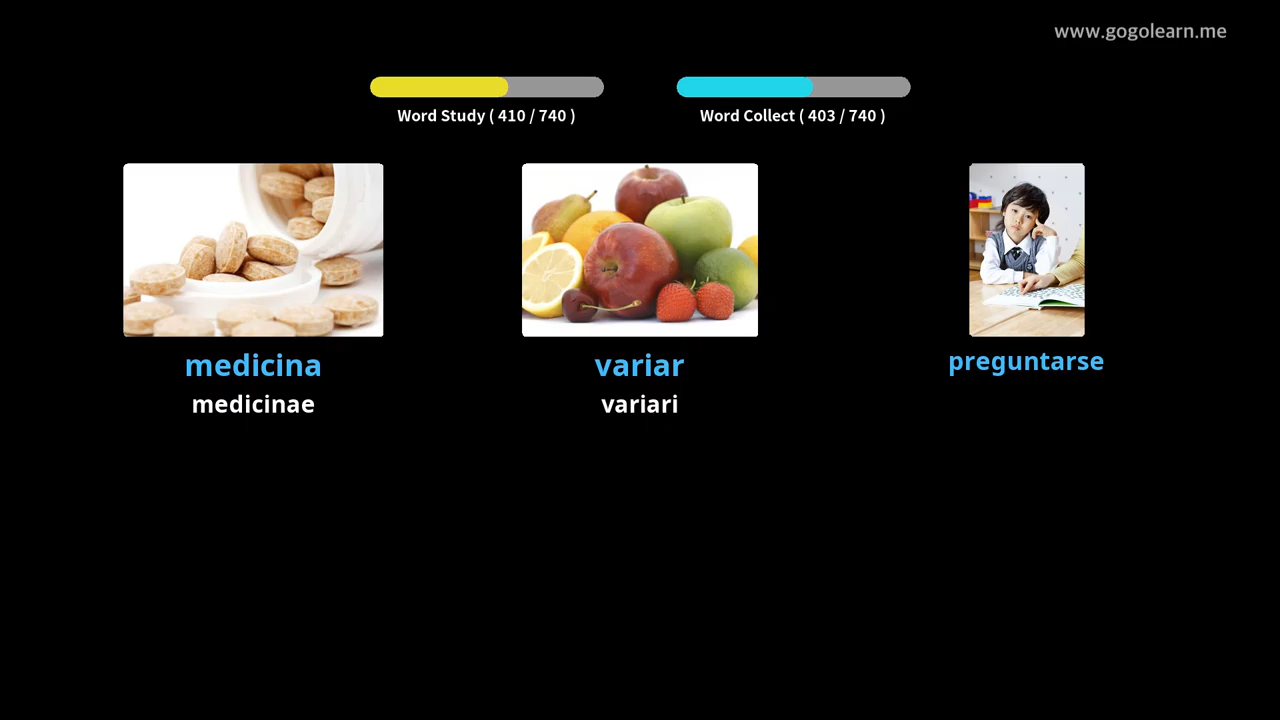 www.gogolearn.me
Word Study ( 410 / 740 )
Word Collect ( 403 / 740 )
medicina
medicinae
variar
variari
preguntarse